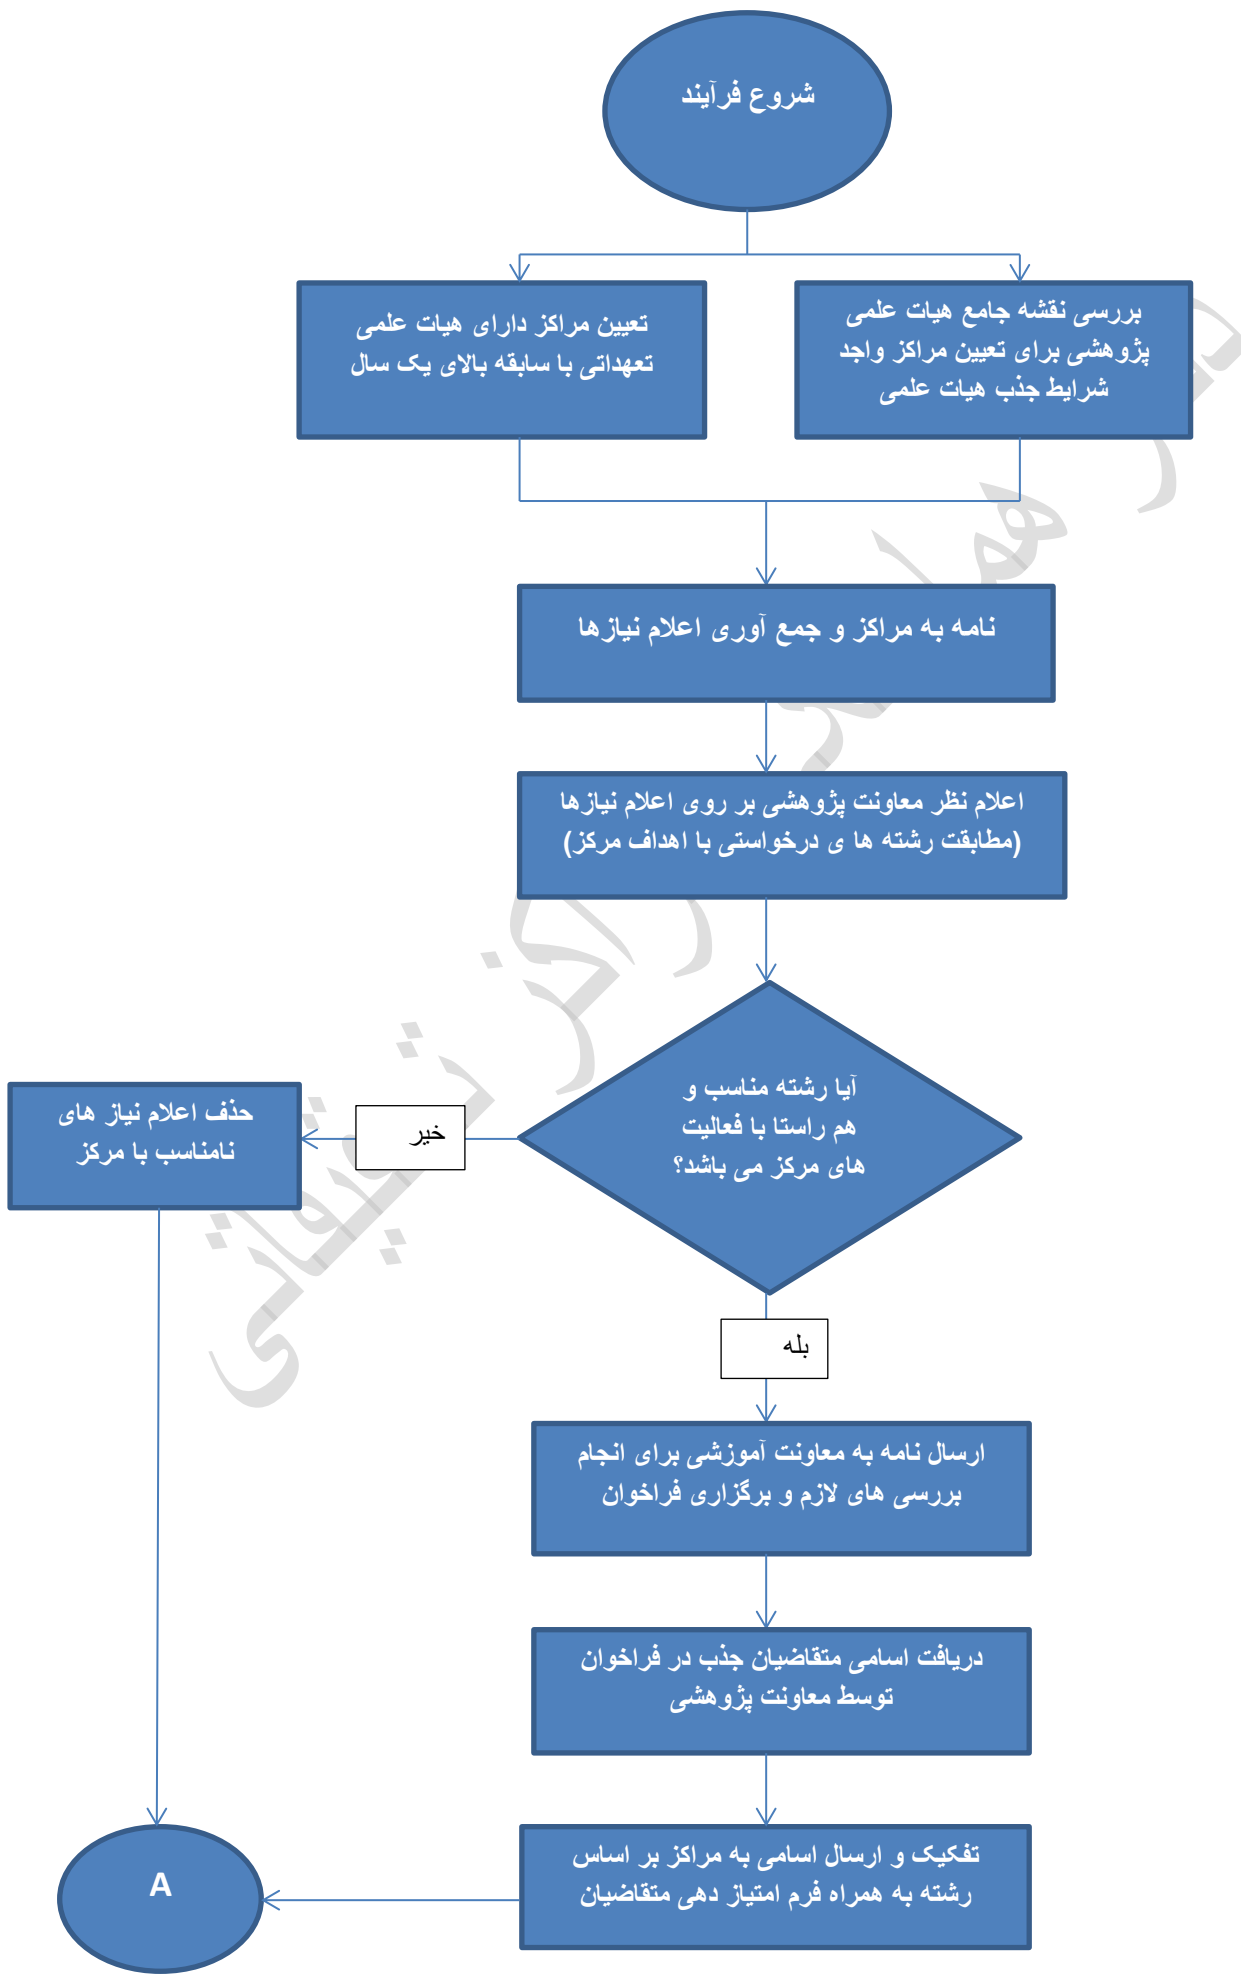 شروع فرآیند
بررسی نقشه جامع هیات علمی
پژوهشی برای تعیین مراکز واجد
شرایط جذب هیات علمی
تعیین مراکز دارای هیات علمی
تعهداتی با سابقه بالای یک سال
نامه به مراکز و جمع آوری اعلام نیازها
اعلام نظر معاونت پژوهشی بر روی اعلام نیازها
(مطابقت رشته ها ی درخواستی با اهداف مرکز)
آیا رشته مناسب و
هم راستا با فعالیت
های مرکز می باشد؟
خیر
حذف اعلام نیاز های
نامناسب با مرکز
بله
ارسال نامه به معاونت آموزشی برای انجام
بررسی های لازم و برگزاری فراخوان
دریافت اسامی متقاضیان جذب در فراخوان
توسط معاونت پژوهشی
تفکیک و ارسال اسامی به مراکز بر اساس
رشته به همراه فرم امتیاز دهی متقاضیان
A